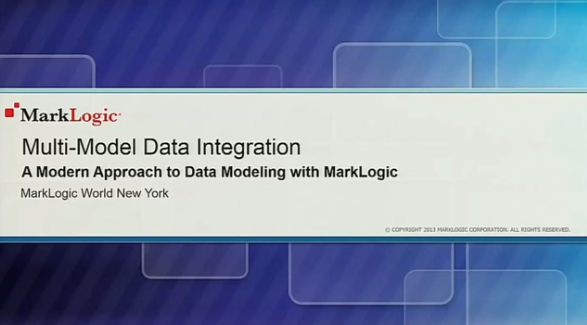 MarkLogic
Multi-Model Data Integration
A Modern Approach to Data Modeling with MarkLogic
MarkLogic World New York
© COPYRIGHT 2013 MARKLOGIC CORPORATION. ALL RIGHTS RESERVED.